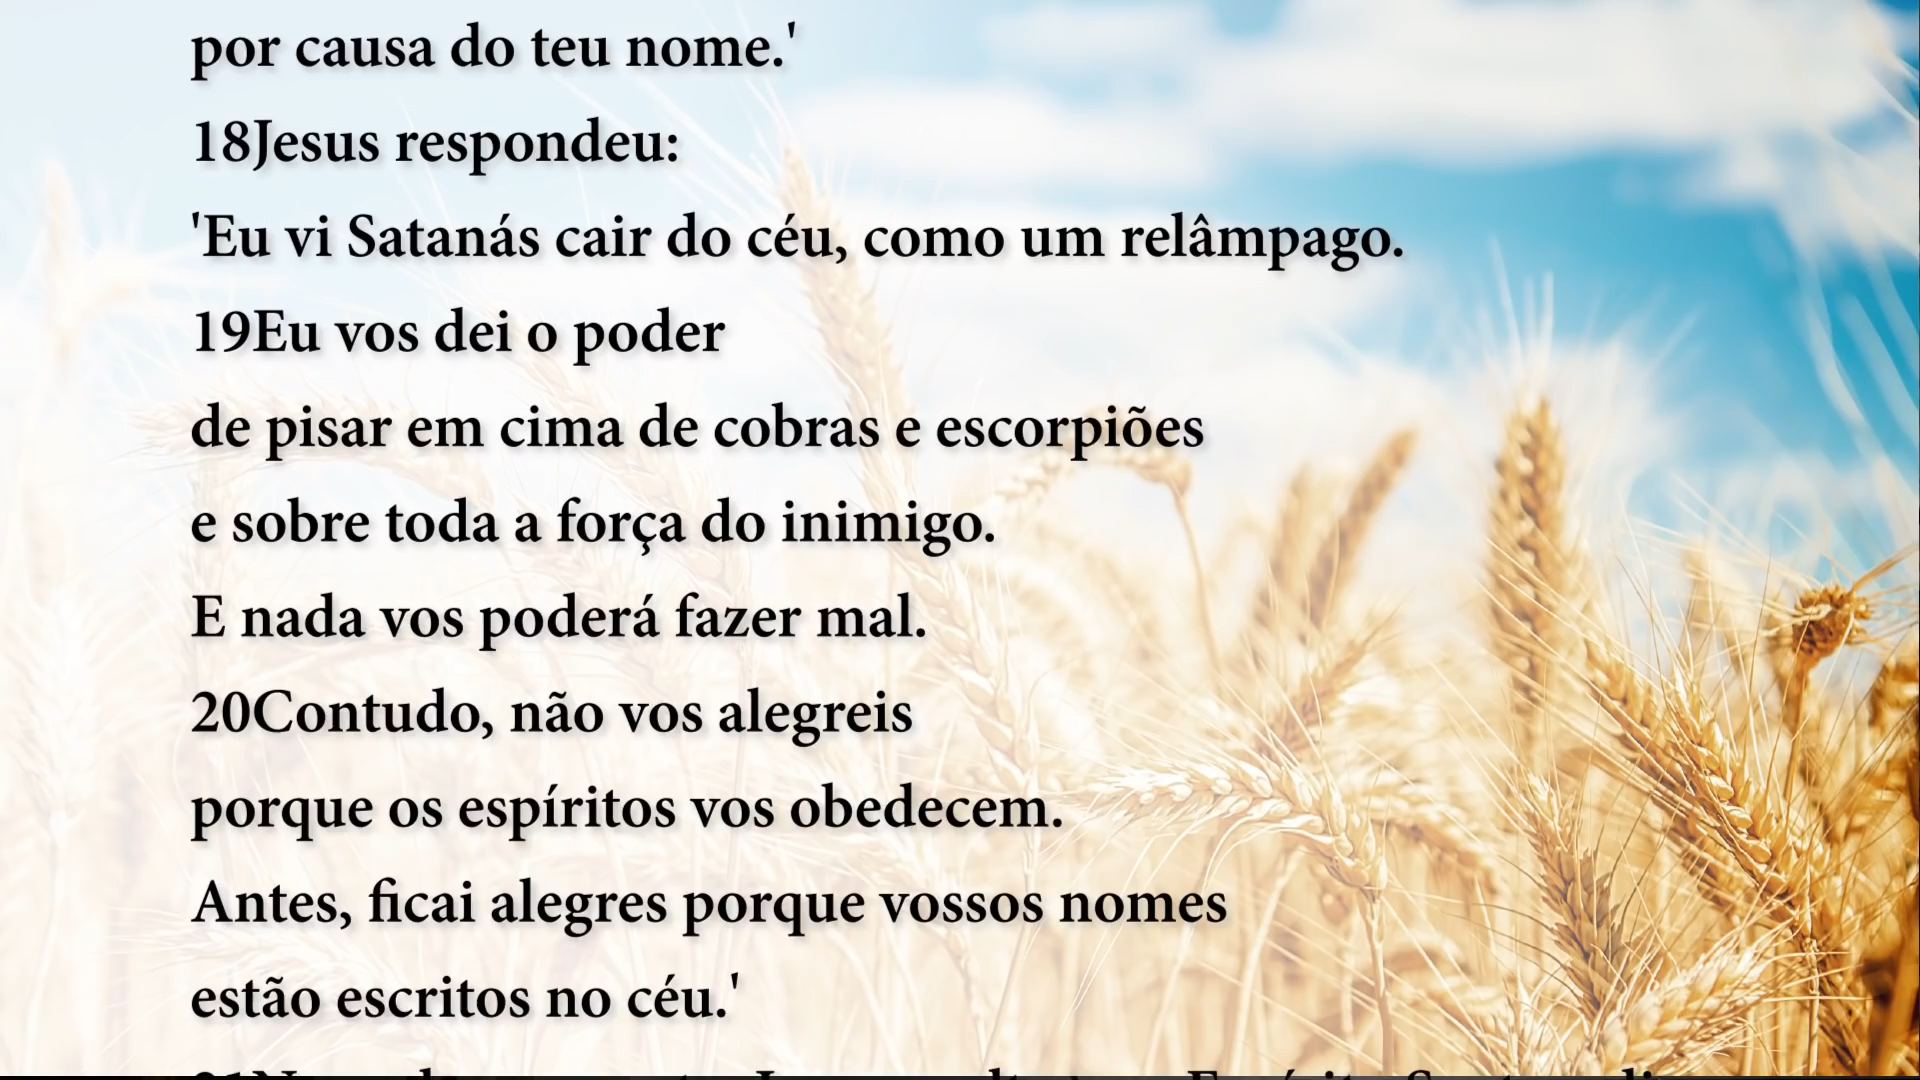 por causa do teu nome.'
18Jesus respondeu:
'Eu vi Satanás cair do céu, como um relâmpago.
19Eu vos dei o poder
de pisar em cima de cobras e escorpiões
e sobre toda a força do inimigo.
E nada vos poderá fazer mal.
20Contudo, não vos alegreis
porque os espíritos vos obedecem.
Antes, ficai alegres porque vossos nomes
estão escritos no céu.'